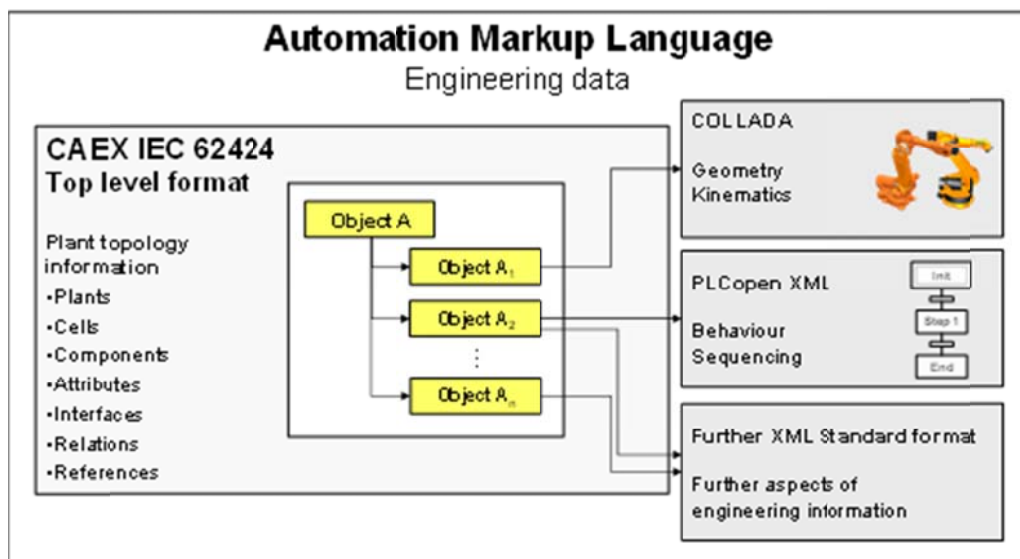 Automation Markup Language
Engineering data
CAEX IEC 62424
Top level format
Plant topology
information
•Plants
•Cells
•Components
•Attributes
•Interfaces
•Relations
•References
Object A
Object A₁
Object A₂
⋮
Object Aₙ
COLLADA
Geometry
Kinematics
PLCopen XML
Behaviour
Sequencing
Init
Step 1
End
Further XML Standard format
Further aspects of
engineering information